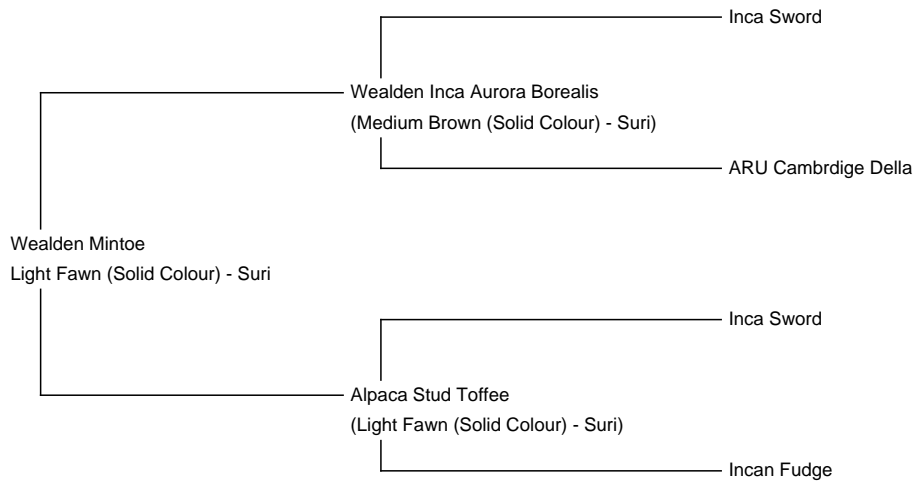 Inca Sword
Wealden Inca Aurora Borealis
(Medium Brown (Solid Colour) - Suri)
ARU Cambrdige Della
Wealden Mintoe
Light Fawn (Solid Colour) - Suri
Inca Sword
Alpaca Stud Toffee
(Light Fawn (Solid Colour) - Suri)
Incan Fudge